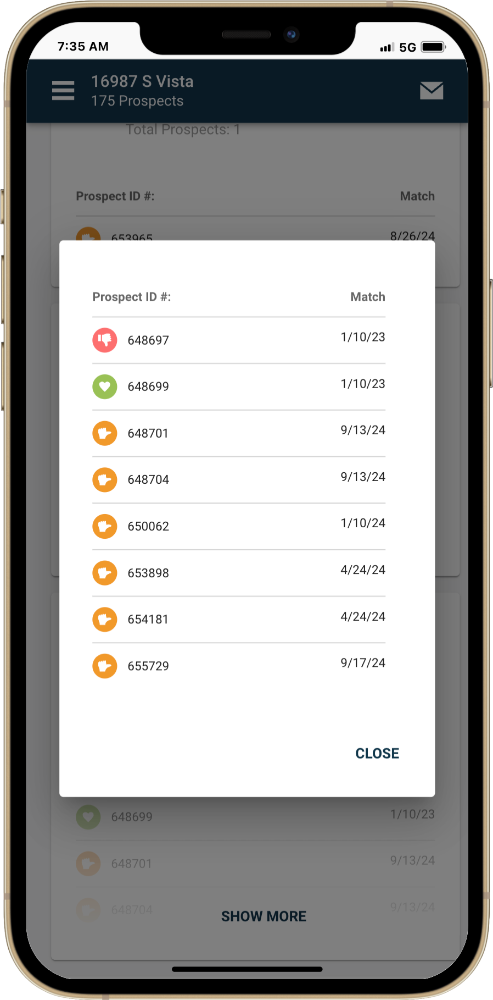 7:35 AM
5G
16987 S Vista
175 Prospects
Total Prospects: 1
Prospect ID #: Match
653965 8/26/24
Prospect ID #: Match
648697 1/10/23
648699 1/10/23
648701 9/13/24
648704 9/13/24
650062 1/10/24
653898 4/24/24
654181 4/24/24
655729 9/17/24
CLOSE
648699 1/10/23
648701 9/13/24
648704 9/13/24
SHOW MORE